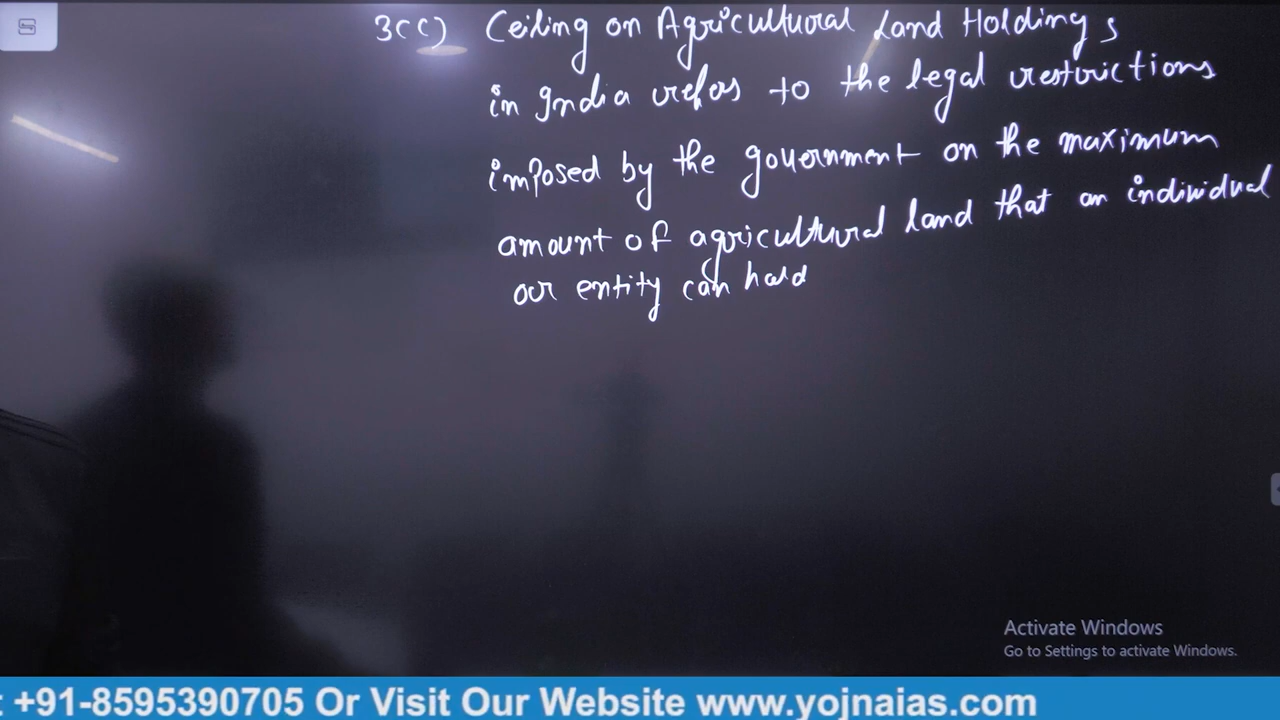 3(c) Ceiling on Agricultural Land Holdings
in India refers to the legal restrictions
imposed by the government on the maximum
amount of agricultural land that an individual
or entity can hold
Activate Windows
Go to Settings to activate Windows.
: +91-8595390705 Or Visit Our Website www.yojnaias.com